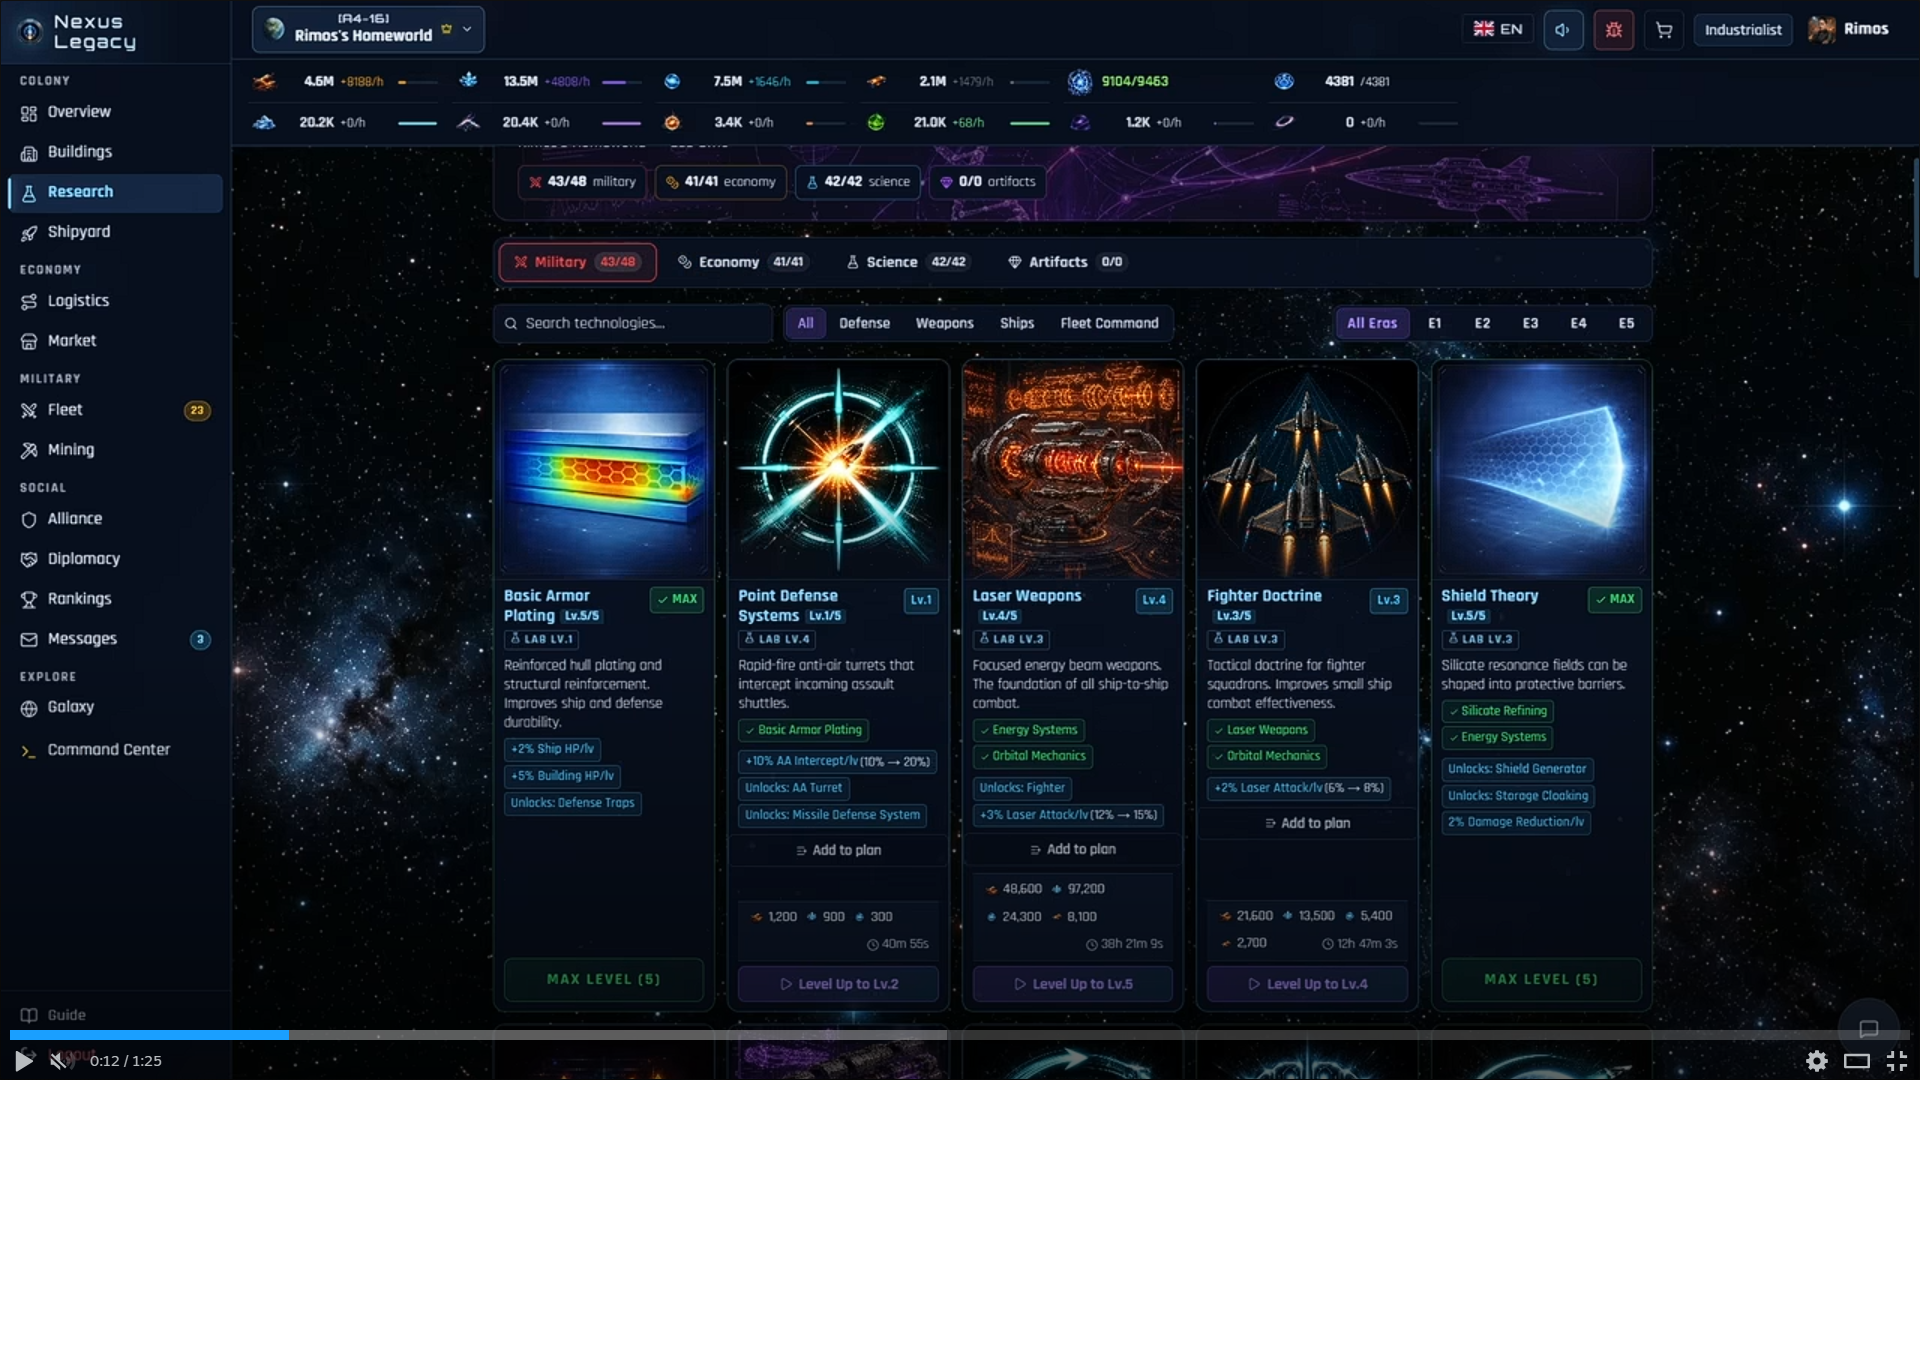 Nexus
Legacy
[A4-16]
Rimos's Homeworld
EN
Industrialist
Rimos
4.6M +8188/h
13.5M +4808/h
7.5M +1646/h
2.1M +1479/h
9104/9463
4381 /4381
20.2K +0/h
20.4K +0/h
3.4K +0/h
21.0K +68/h
1.2K +0/h
0 +0/h
COLONY
Overview
Buildings
Research
Shipyard
ECONOMY
Logistics
Market
MILITARY
Fleet 23
Mining
SOCIAL
Alliance
Diplomacy
Rankings
Messages 3
EXPLORE
Galaxy
Command Center
Guide
Logout
43/48 military
41/41 economy
42/42 science
0/0 artifacts
Military 43/48
Economy 41/41
Science 42/42
Artifacts 0/0
Search technologies...
All
Defense
Weapons
Ships
Fleet Command
All Eras
E1
E2
E3
E4
E5
Basic Armor
Plating Lv.5/5
MAX
LAB LV.1
Reinforced hull plating and
structural reinforcement.
Improves ship and defense
durability.
+2% Ship HP/lv
+5% Building HP/lv
Unlocks: Defense Traps
MAX LEVEL (5)
Point Defense
Systems Lv.1/5
Lv.1
LAB LV.4
Rapid-fire anti-air turrets that
intercept incoming assault
shuttles.
Basic Armor Plating
+10% AA Intercept/lv (10% → 20%)
Unlocks: AA Turret
Unlocks: Missile Defense System
Add to plan
1,200 900 300
40m 55s
Level Up to Lv.2
Laser Weapons
Lv.4/5
Lv.4
LAB LV.3
Focused energy beam weapons.
The foundation of all ship-to-ship
combat.
Energy Systems
Orbital Mechanics
Unlocks: Fighter
+3% Laser Attack/lv (12% → 15%)
Add to plan
48,600 97,200
24,300 8,100
38h 21m 9s
Level Up to Lv.5
Fighter Doctrine
Lv.3/5
Lv.3
LAB LV.3
Tactical doctrine for fighter
squadrons. Improves small ship
combat effectiveness.
Laser Weapons
Orbital Mechanics
+2% Laser Attack/lv (6% → 8%)
Add to plan
21,600 13,500 5,400
2,700 12h 47m 3s
Level Up to Lv.4
Shield Theory
Lv.5/5
MAX
LAB LV.3
Silicate resonance fields can be
shaped into protective barriers.
Silicate Refining
Energy Systems
Unlocks: Shield Generator
Unlocks: Storage Cloaking
2% Damage Reduction/lv
MAX LEVEL (5)
0:12 / 1:25